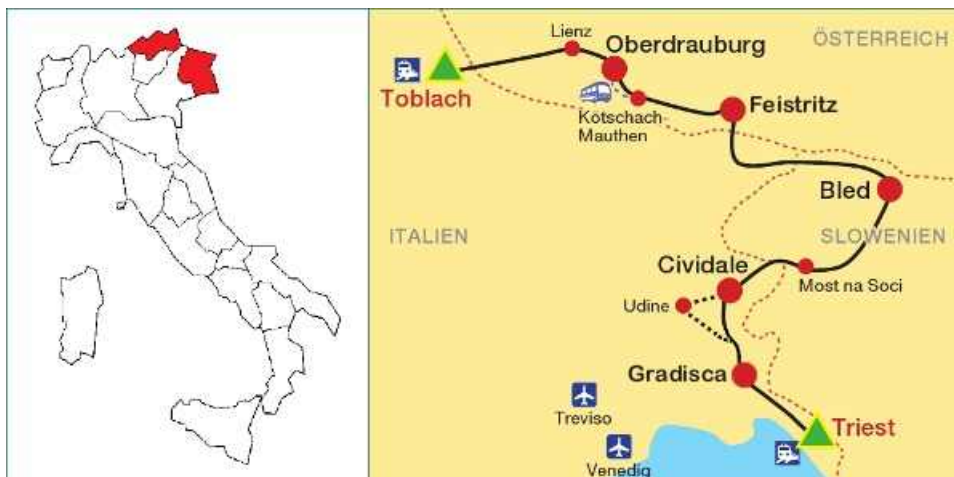 Lienz
Oberdrauburg
ÖSTERREICH
Toblach
Kötschach
Mauthen
Feistritz
Bled
ITALIEN
SLOWENIEN
Cividale
Most na Soci
Udine
Gradisca
Treviso
Triest
Venedig